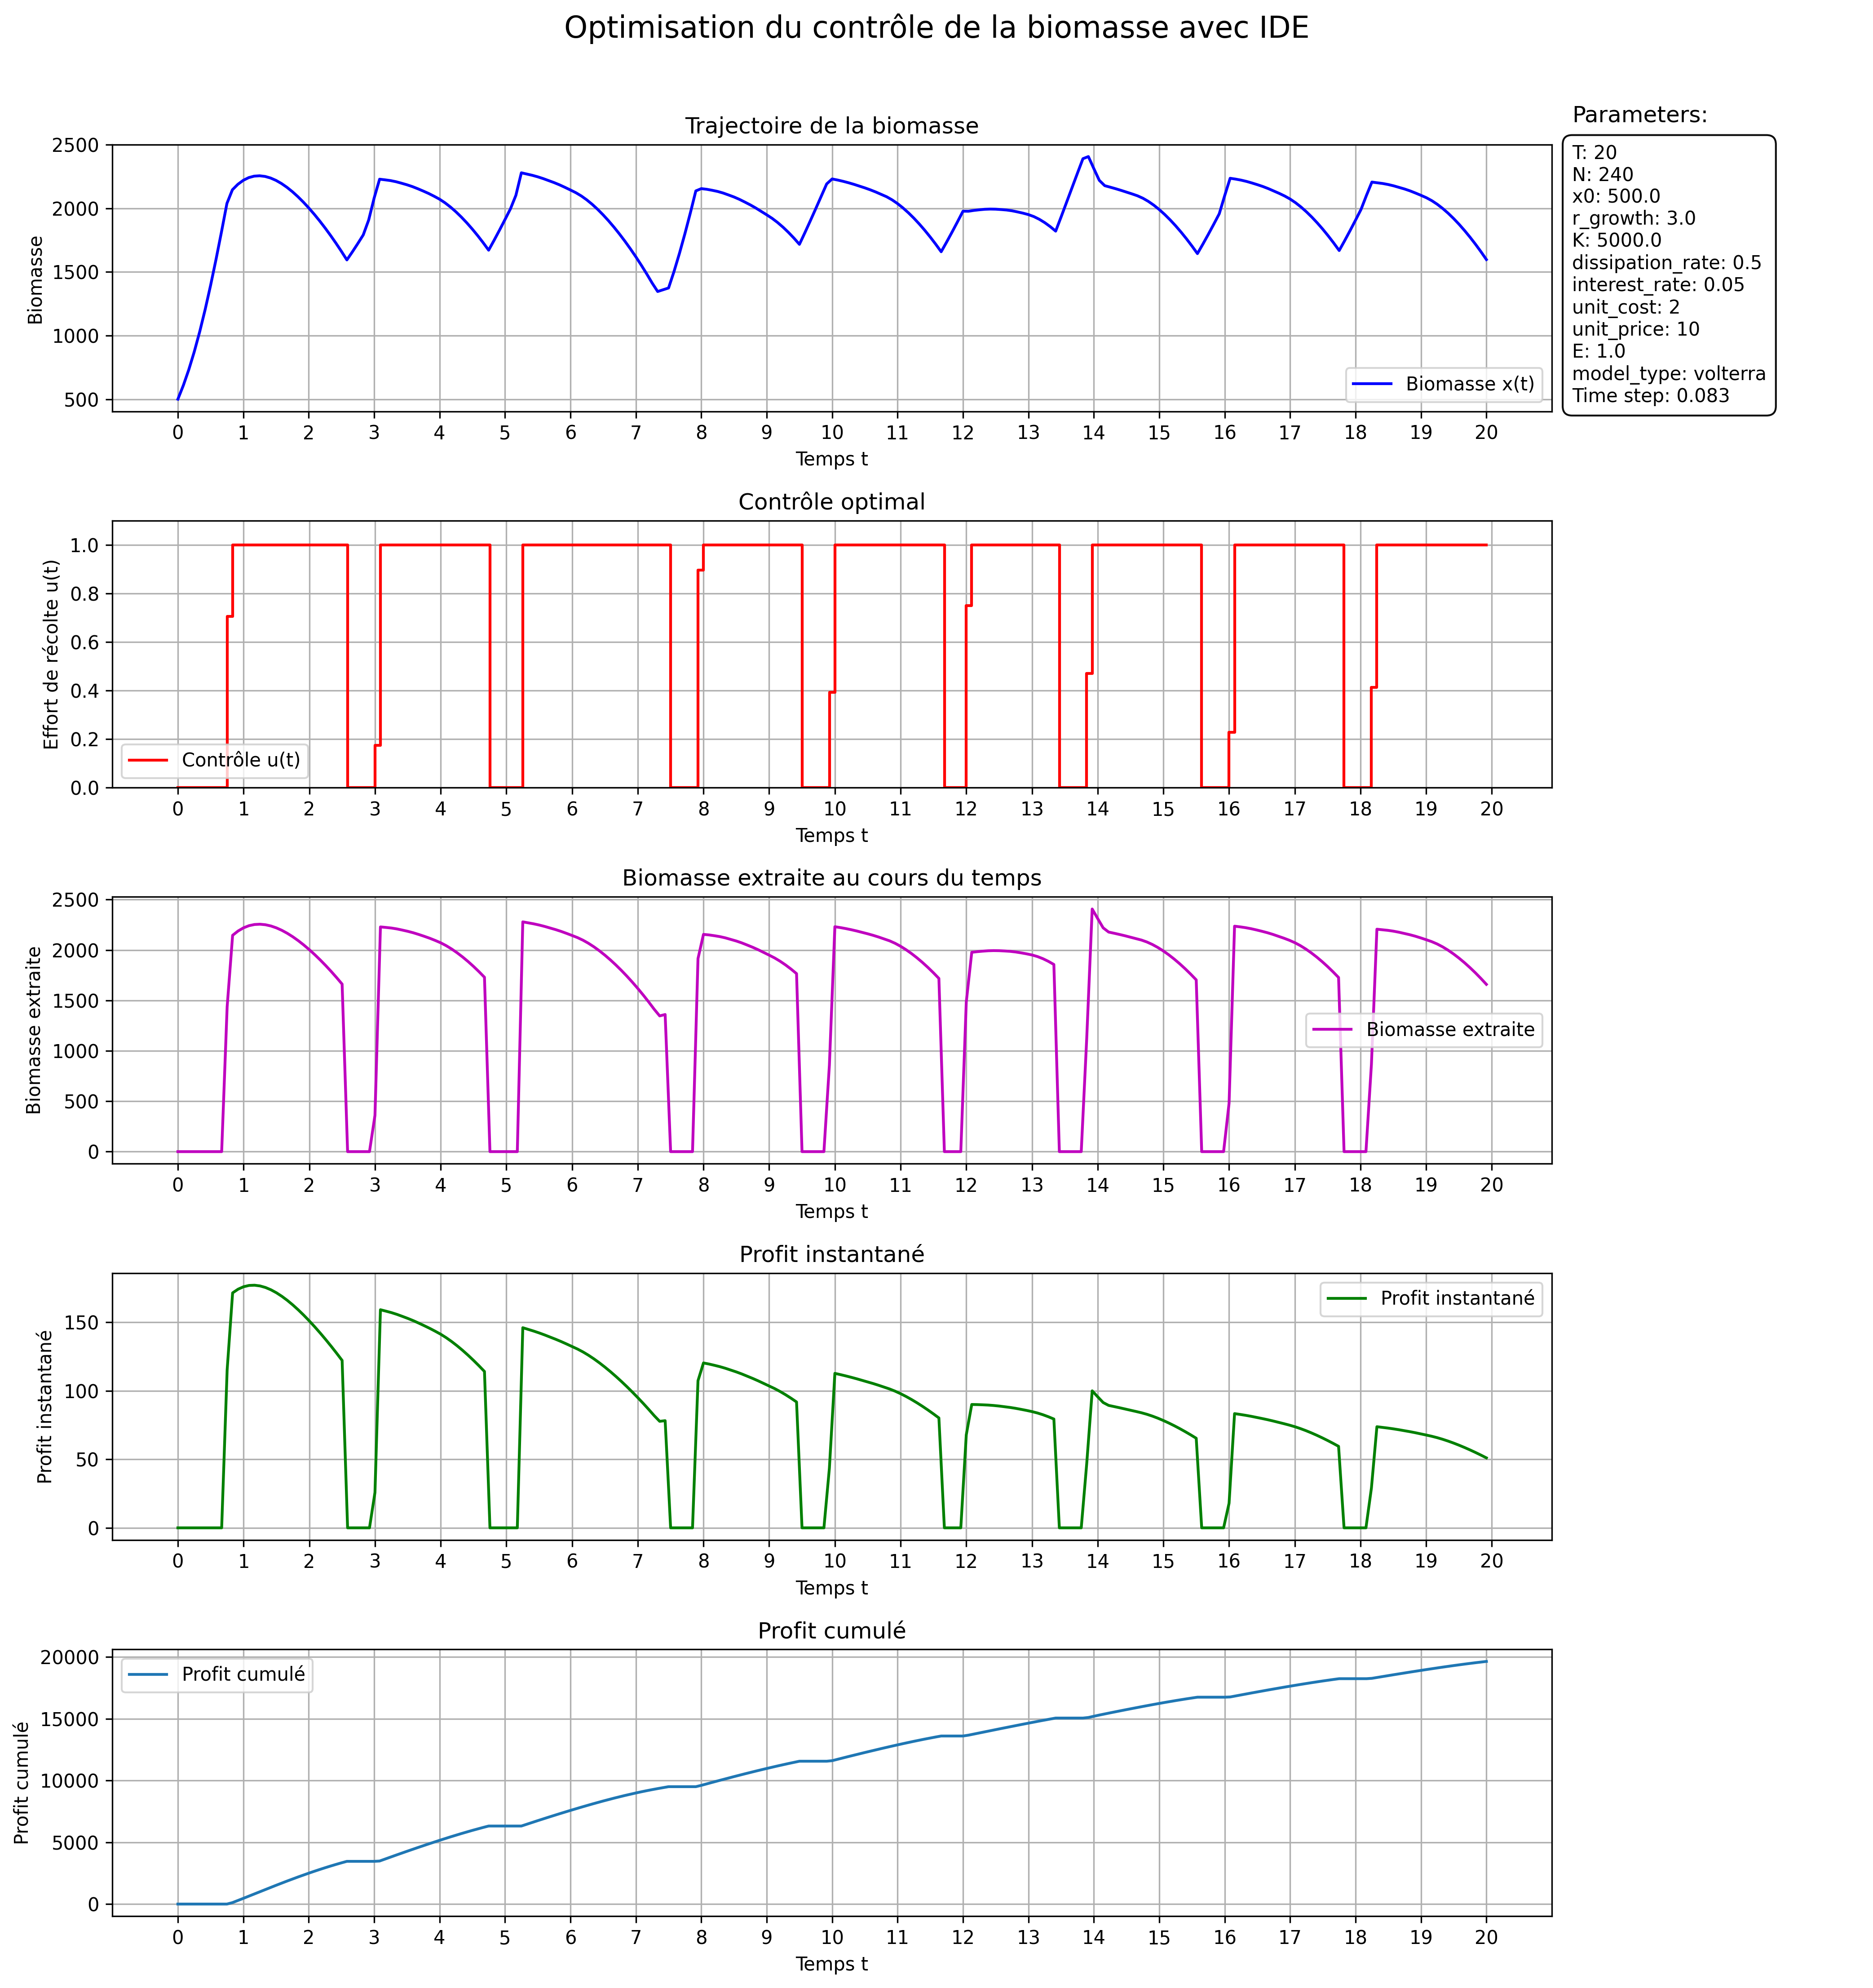 Optimisation du contrôle de la biomasse avec IDE
Trajectoire de la biomasse
Parameters:
T: 20
N: 240
x0: 500.0
r_growth: 3.0
K: 5000.0
dissipation_rate: 0.5
interest_rate: 0.05
unit_cost: 2
unit_price: 10
E: 1.0
model_type: volterra
Time step: 0.083
2500
2000
1500
1000
500
Biomasse
Biomasse x(t)
0 1 2 3 4 5 6 7 8 9 10 11 12 13 14 15 16 17 18 19 20
Temps t
Contrôle optimal
1.0
0.8
0.6
0.4
0.2
0.0
Effort de récolte u(t)
Contrôle u(t)
0 1 2 3 4 5 6 7 8 9 10 11 12 13 14 15 16 17 18 19 20
Temps t
Biomasse extraite au cours du temps
2500
2000
1500
1000
500
0
Biomasse extraite
Biomasse extraite
0 1 2 3 4 5 6 7 8 9 10 11 12 13 14 15 16 17 18 19 20
Temps t
Profit instantané
150
100
50
0
Profit instantané
Profit instantané
0 1 2 3 4 5 6 7 8 9 10 11 12 13 14 15 16 17 18 19 20
Temps t
Profit cumulé
20000
15000
10000
5000
0
Profit cumulé
Profit cumulé
0 1 2 3 4 5 6 7 8 9 10 11 12 13 14 15 16 17 18 19 20
Temps t